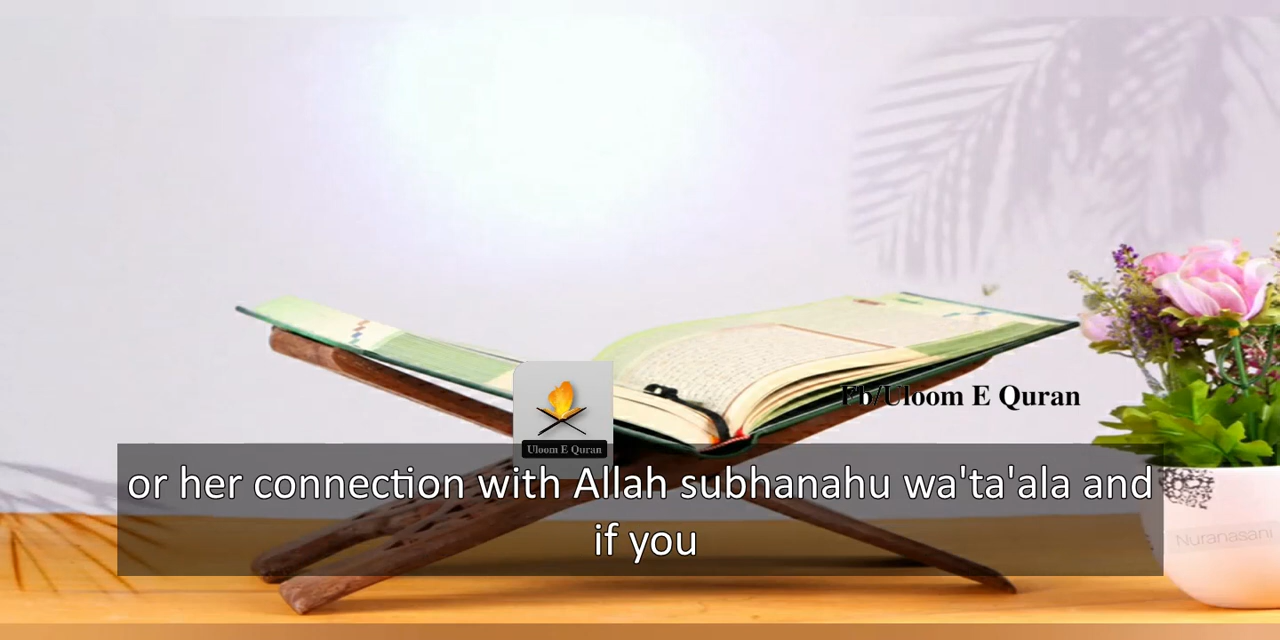 Fb/Uloom E Quran
Uloom E Quran
or her connection with Allah subhanahu wa'ta'ala and
if you
Nuranasani